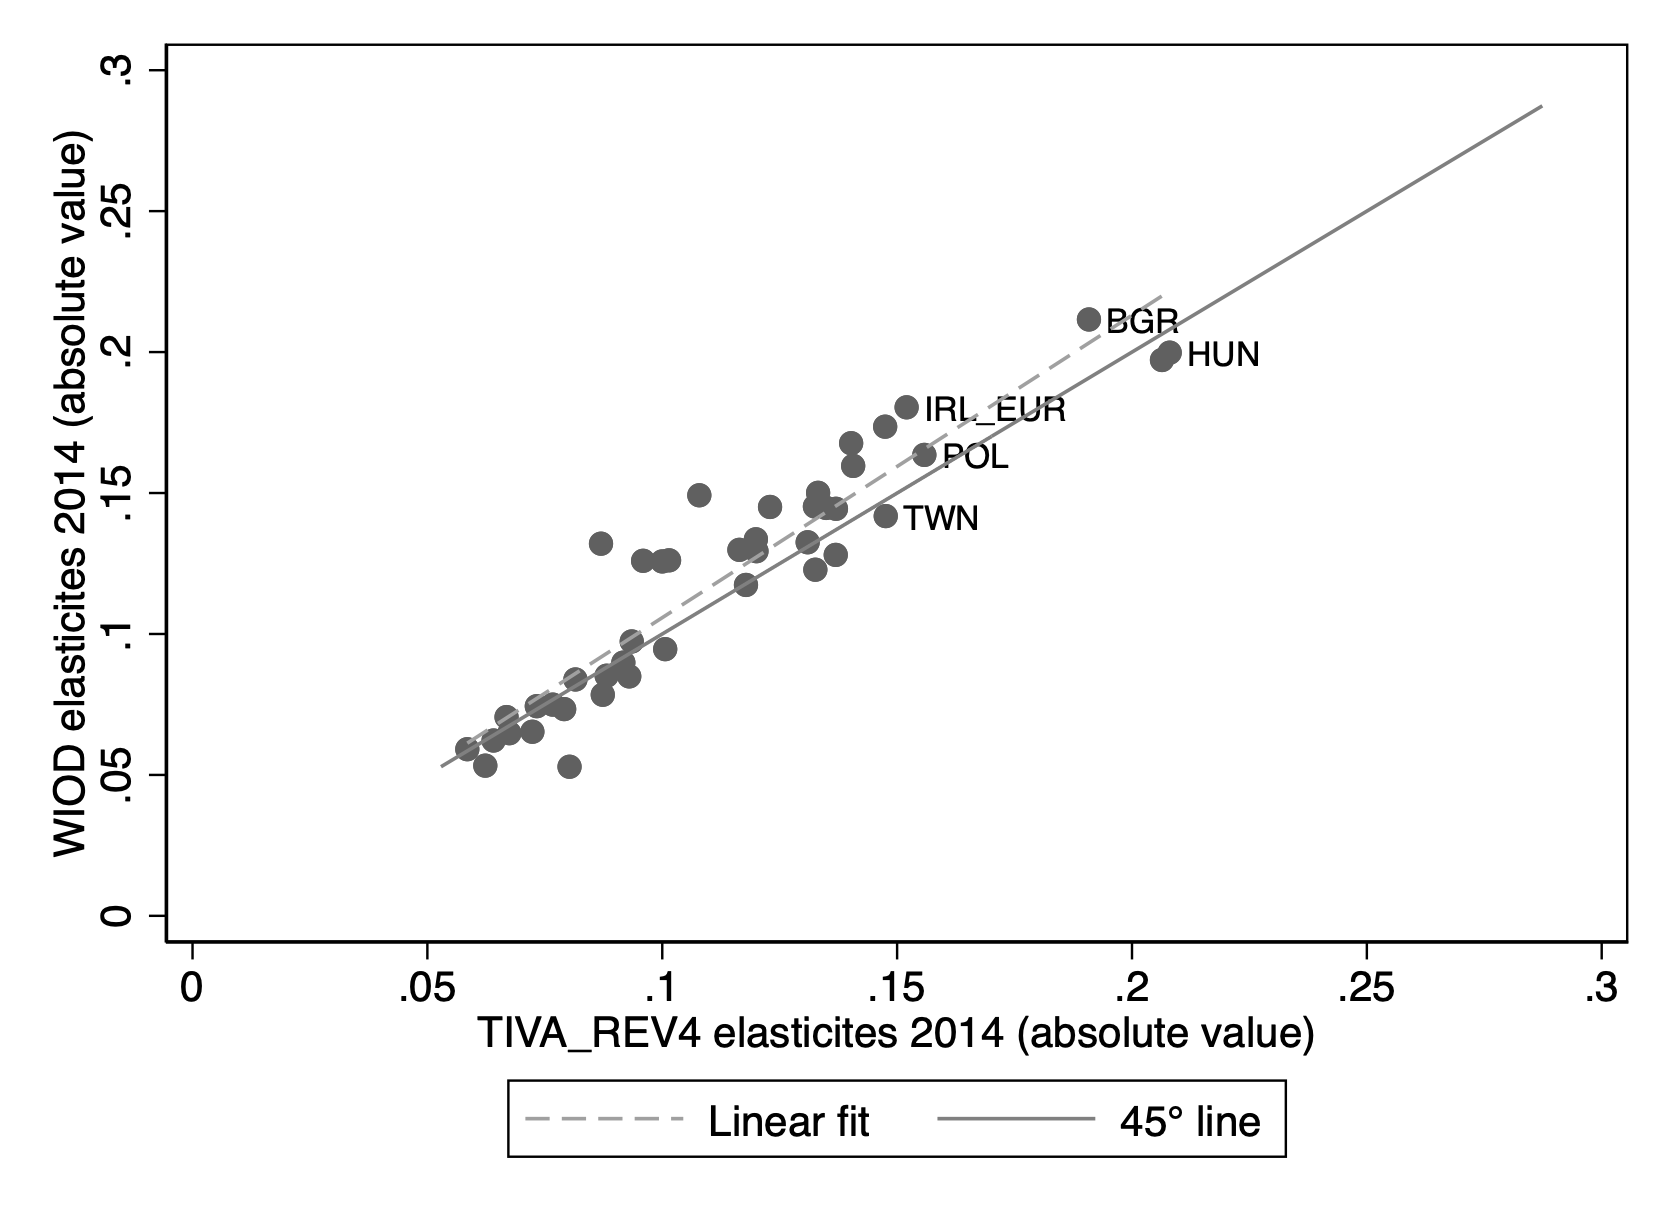 WIOD elasticites 2014 (absolute value)
.3
.25
.2
.15
.1
.05
0
BGR
HUN
IRL_EUR
POL
TWN
0 .05 .1 .15 .2 .25 .3
TIVA_REV4 elasticites 2014 (absolute value)
Linear fit 45° line